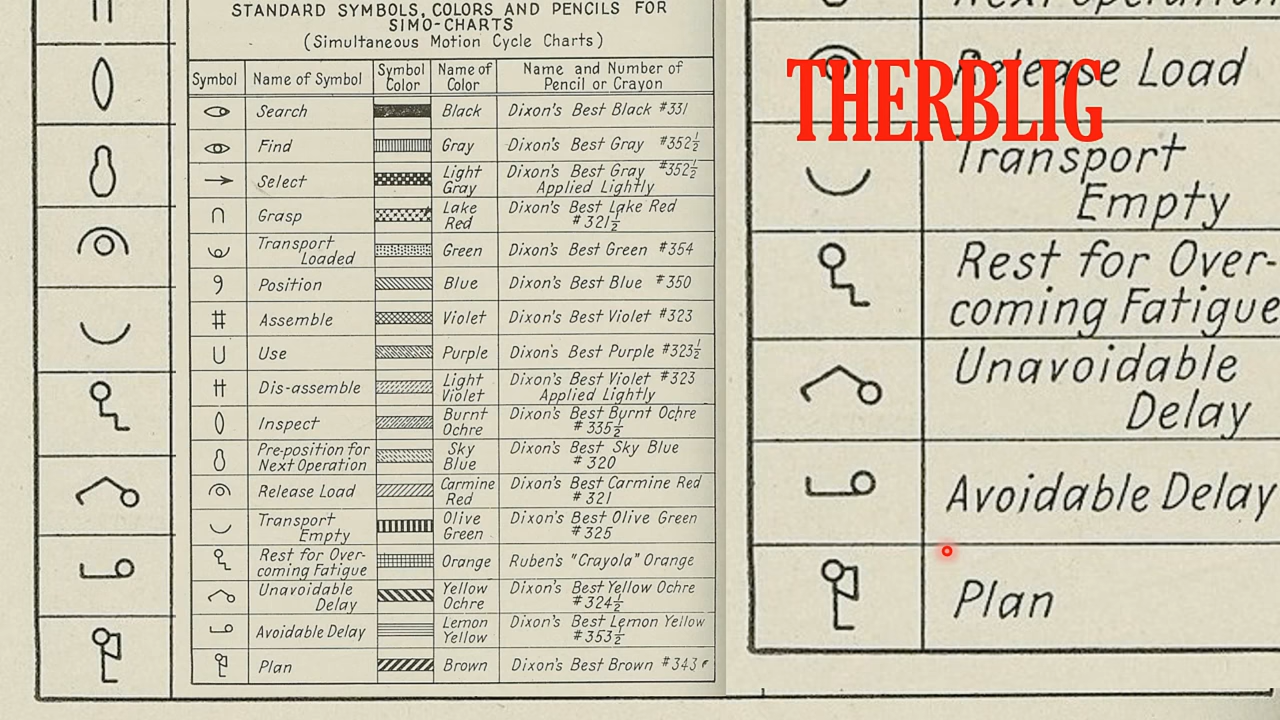 STANDARD SYMBOLS, COLORS AND PENCILS FOR
SIMO-CHARTS
(Simultaneous Motion Cycle Charts)
Symbol Name of Symbol Symbol Color Name of Color Name and Number of Pencil or Crayon
Search Black Dixon's Best Black #331
Find Gray Dixon's Best Gray #352½
Select Light Gray Dixon's Best Gray #352½ Applied Lightly
Grasp Lake Red Dixon's Best Lake Red #321½
Transport Loaded Green Dixon's Best Green #354
Position Blue Dixon's Best Blue #350
Assemble Violet Dixon's Best Violet #323
Use Purple Dixon's Best Purple #323½
Dis-assemble Light Violet Dixon's Best Violet #323 Applied Lightly
Inspect Burnt Ochre Dixon's Best Burnt Ochre #335½
Pre-position for Next Operation Sky Blue Dixon's Best Sky Blue #320
Release Load Carmine Red Dixon's Best Carmine Red #321
Transport Empty Olive Green Dixon's Best Olive Green #325
Rest for Over-coming Fatigue Orange Ruben's "Crayola" Orange
Unavoidable Delay Yellow Ochre Dixon's Best Yellow Ochre #324½
Avoidable Delay Lemon Yellow Dixon's Best Lemon Yellow #353½
Plan Brown Dixon's Best Brown #343
THERBLIG
Release Load
Transport
Empty
Rest for Over-
coming Fatigue
Unavoidable
Delay
Avoidable Delay
Plan